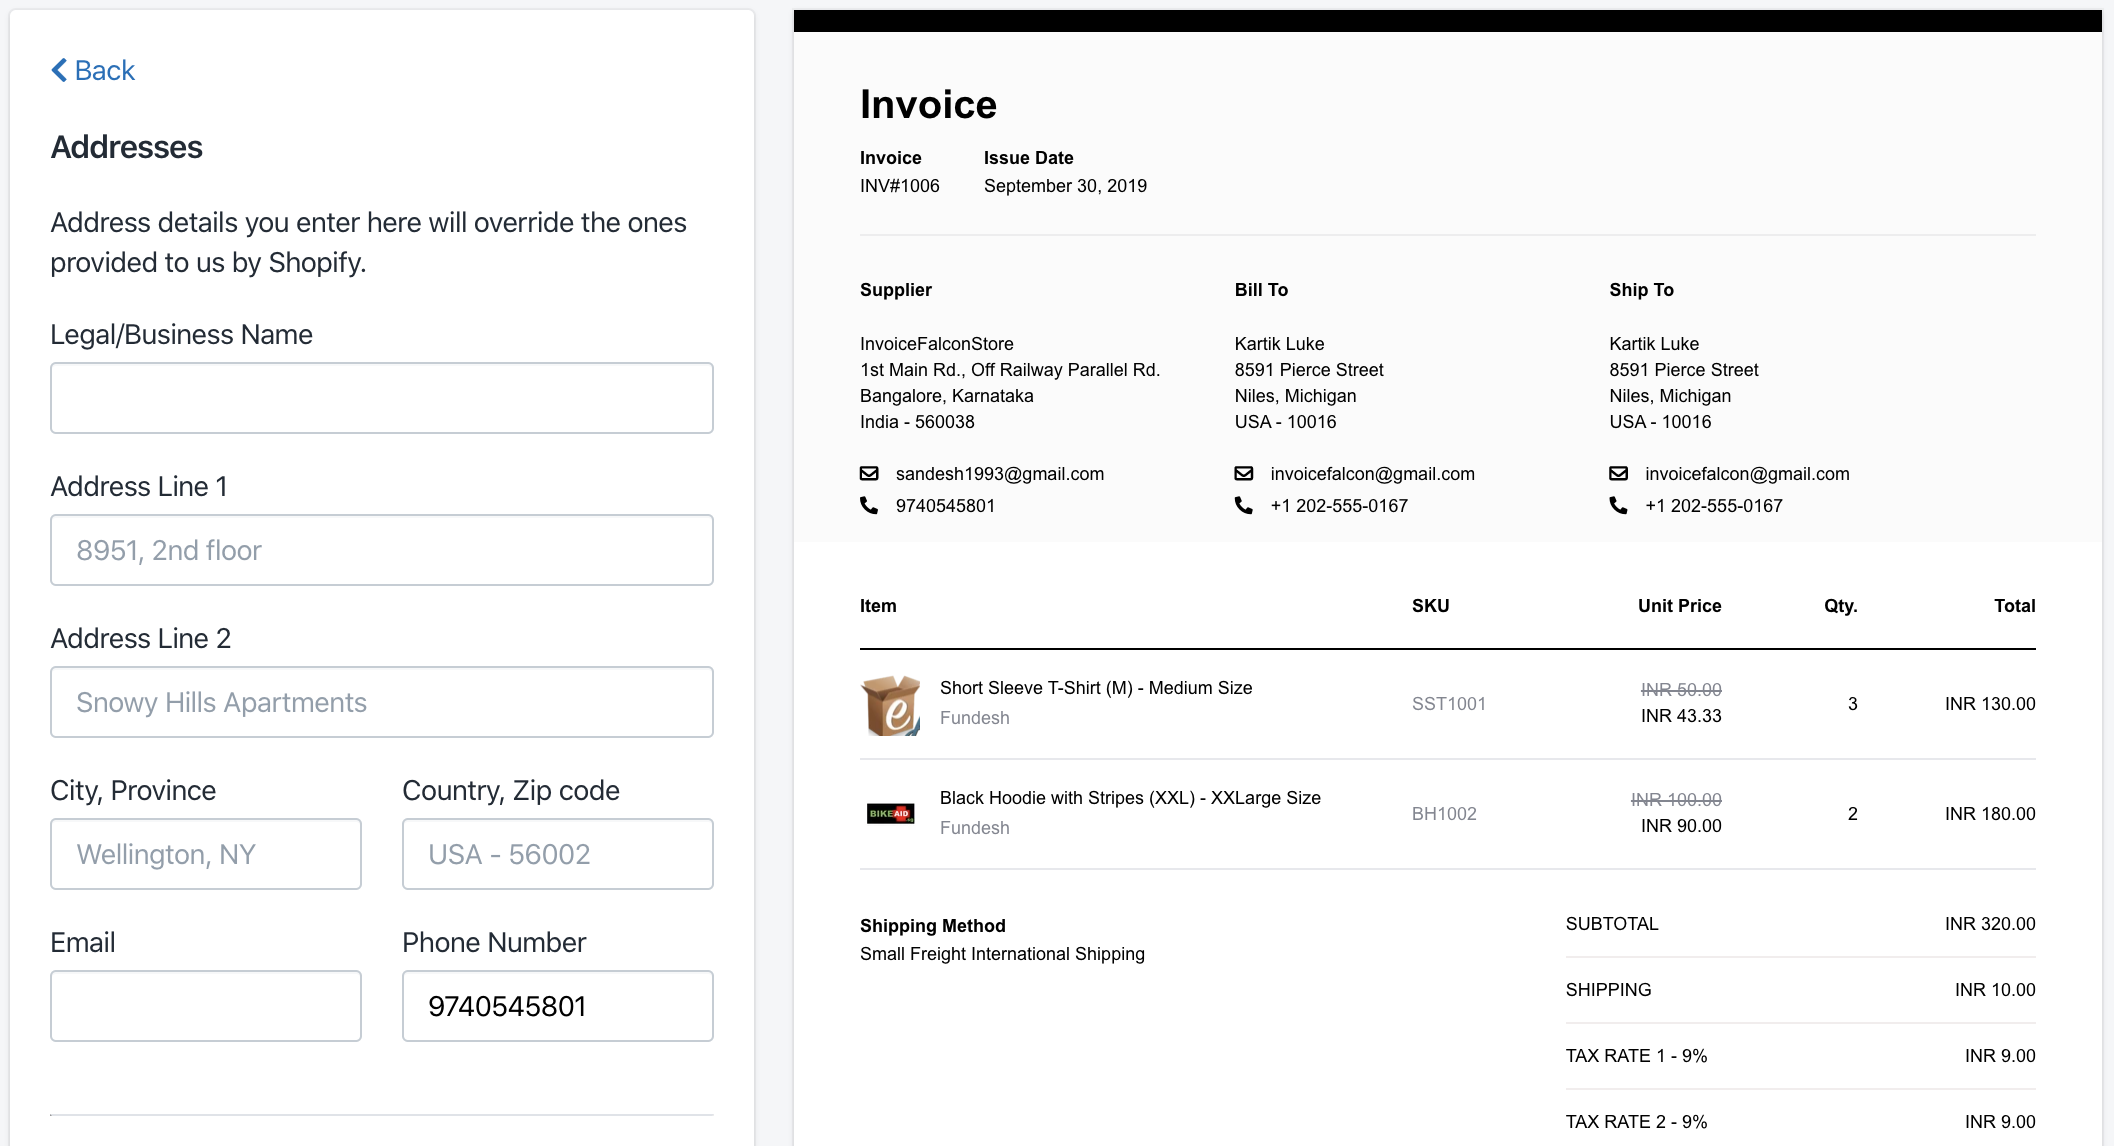 Back
Addresses
Address details you enter here will override the ones
provided to us by Shopify.
Legal/Business Name
Address Line 1
8951, 2nd floor
Address Line 2
Snowy Hills Apartments
City, Province
Country, Zip code
Wellington, NY
USA - 56002
Email
Phone Number
9740545801
Invoice
Invoice
Issue Date
INV#1006
September 30, 2019
Supplier
InvoiceFalconStore
1st Main Rd., Off Railway Parallel Rd.
Bangalore, Karnataka
India - 560038
sandesh1993@gmail.com
9740545801
Bill To
Kartik Luke
8591 Pierce Street
Niles, Michigan
USA - 10016
invoicefalcon@gmail.com
+1 202-555-0167
Ship To
Kartik Luke
8591 Pierce Street
Niles, Michigan
USA - 10016
invoicefalcon@gmail.com
+1 202-555-0167
Item SKU Unit Price Qty. Total
e
Short Sleeve T-Shirt (M) - Medium Size
Fundesh
SST1001
INR 50.00
INR 43.33
3
INR 130.00
BIKEAID
Black Hoodie with Stripes (XXL) - XXLarge Size
Fundesh
BH1002
INR 100.00
INR 90.00
2
INR 180.00
Shipping Method
Small Freight International Shipping
SUBTOTAL INR 320.00
SHIPPING INR 10.00
TAX RATE 1 - 9% INR 9.00
TAX RATE 2 - 9% INR 9.00